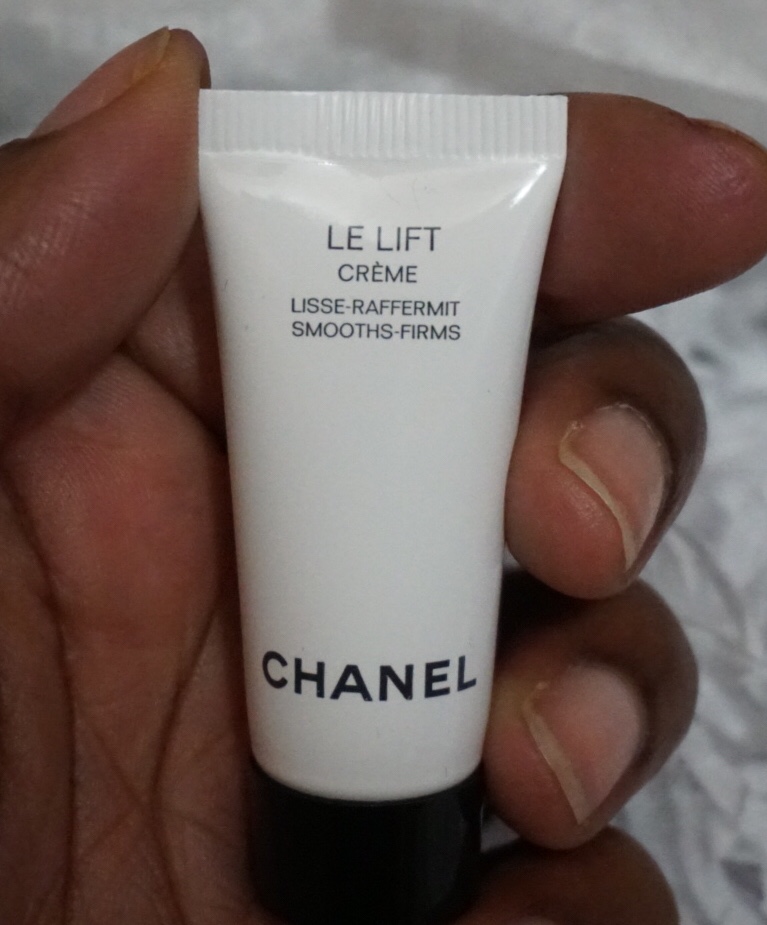 LE LIFT
CRÈME
LISSE-RAFFERMIT
SMOOTHS-FIRMS
CHANEL